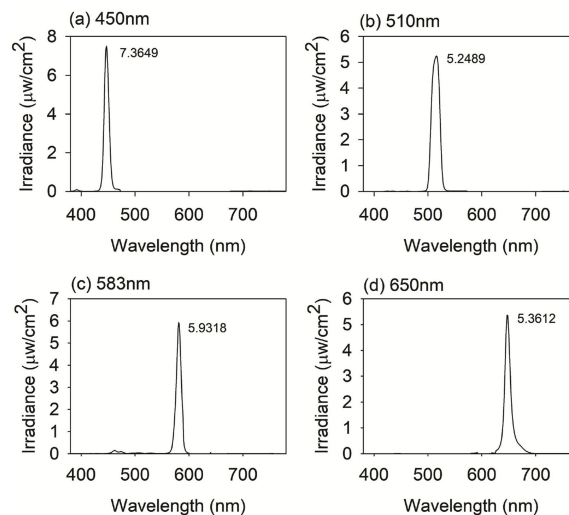 (a) 450nm
Irradiance (μw/cm²)
8
6
4
2
0
7.3649
400 500 600 700
Wavelength (nm)
(b) 510nm
Irradiance (μw/cm²)
6
5
4
3
2
1
0
5.2489
400 500 600 700
Wavelength (nm)
(c) 583nm
Irradiance (μw/cm²)
7
6
5
4
3
2
1
0
5.9318
400 500 600 700
Wavelength (nm)
(d) 650nm
Irradiance (μw/cm²)
6
5
4
3
2
1
0
5.3612
400 500 600 700
Wavelength (nm)